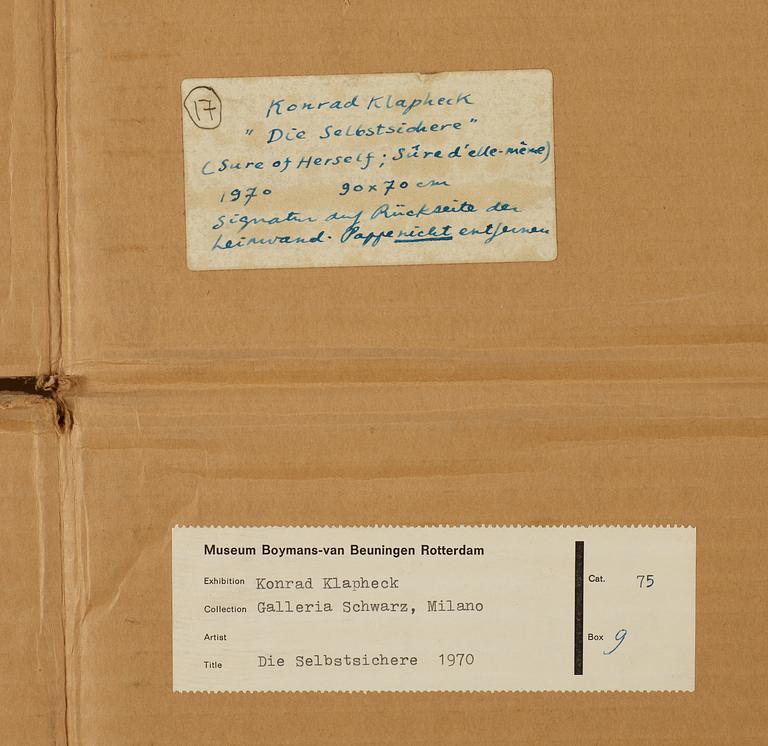 17
Konrad Klapheck
"Die Selbstsichere"
(Sure of Herself; Sûre d'elle-même)
1970 90x70 cm
Signatur auf Rückseite der
Leinwand. Pappe nicht entfernen
Museum Boymans-van Beuningen Rotterdam
Exhibition Konrad Klapheck
Collection Galleria Schwarz, Milano
Artist
Title Die Selbstsichere 1970
Cat. 75
Box 9